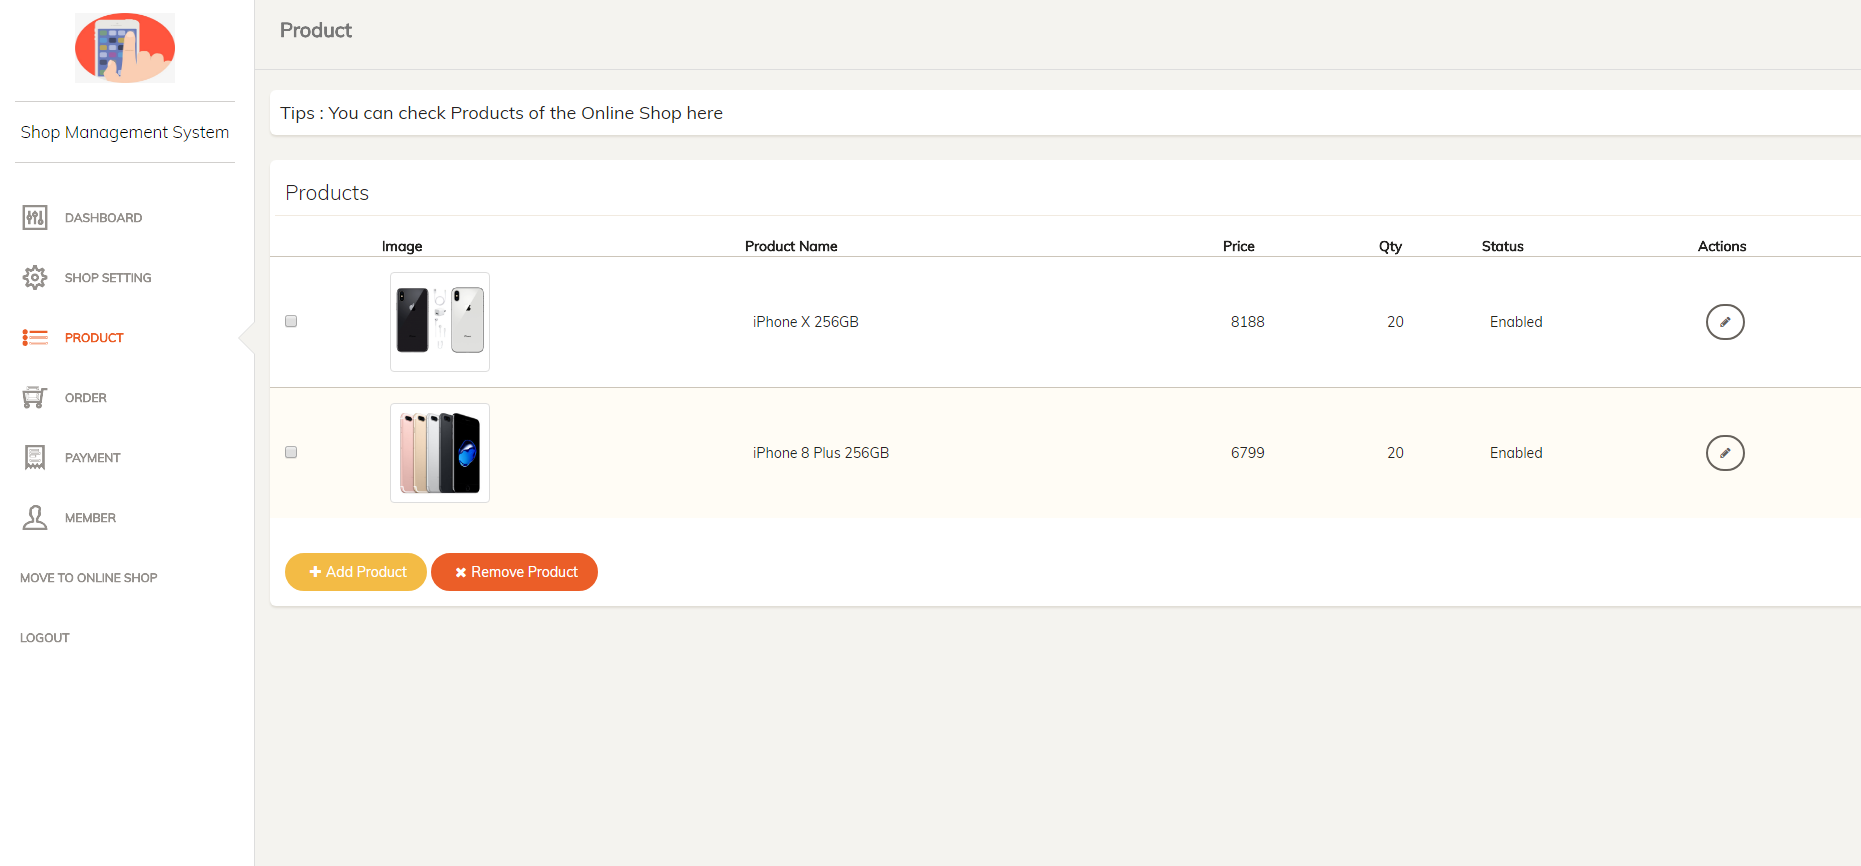 Product
Shop Management System
DASHBOARD
SHOP SETTING
PRODUCT
ORDER
PAYMENT
MEMBER
MOVE TO ONLINE SHOP
LOGOUT
Tips : You can check Products of the Online Shop here
Products
Image Product Name Price Qty Status Actions
iPhone X 256GB 8188 20 Enabled
iPhone 8 Plus 256GB 6799 20 Enabled
Add Product Remove Product